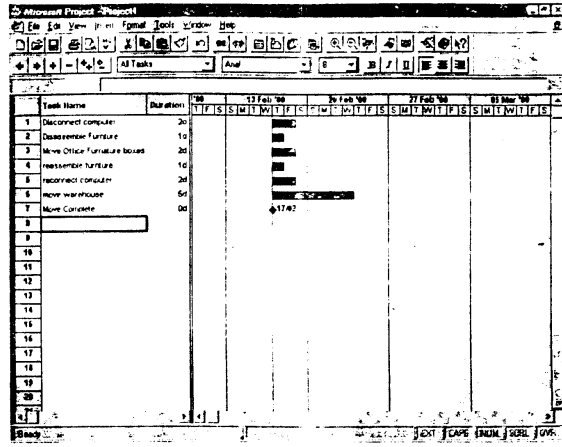 Microsoft Project - Project1
File Edit View Insert Format Tools Window Help
All Tasks Arial 8 B I U
Task Name Duration '00 13 Feb '00 20 Feb '00 27 Feb '00 05 Mar '00
T F S S M T W T F S S M T W T F S S M T W T F S S M T W T F S
1 Disconnect computer 2d
2 Disassemble Furniture 1d
3 Move Office Furnature boxes 2d
4 reassemble furniture 1d
5 reconnect computer 2d
6 move warehouse 5d
7 Move Complete 0d 17/02
8
9
10
11
12
13
14
15
16
17
18
19
20
Ready EXT CAPS NUM SCRL OVR